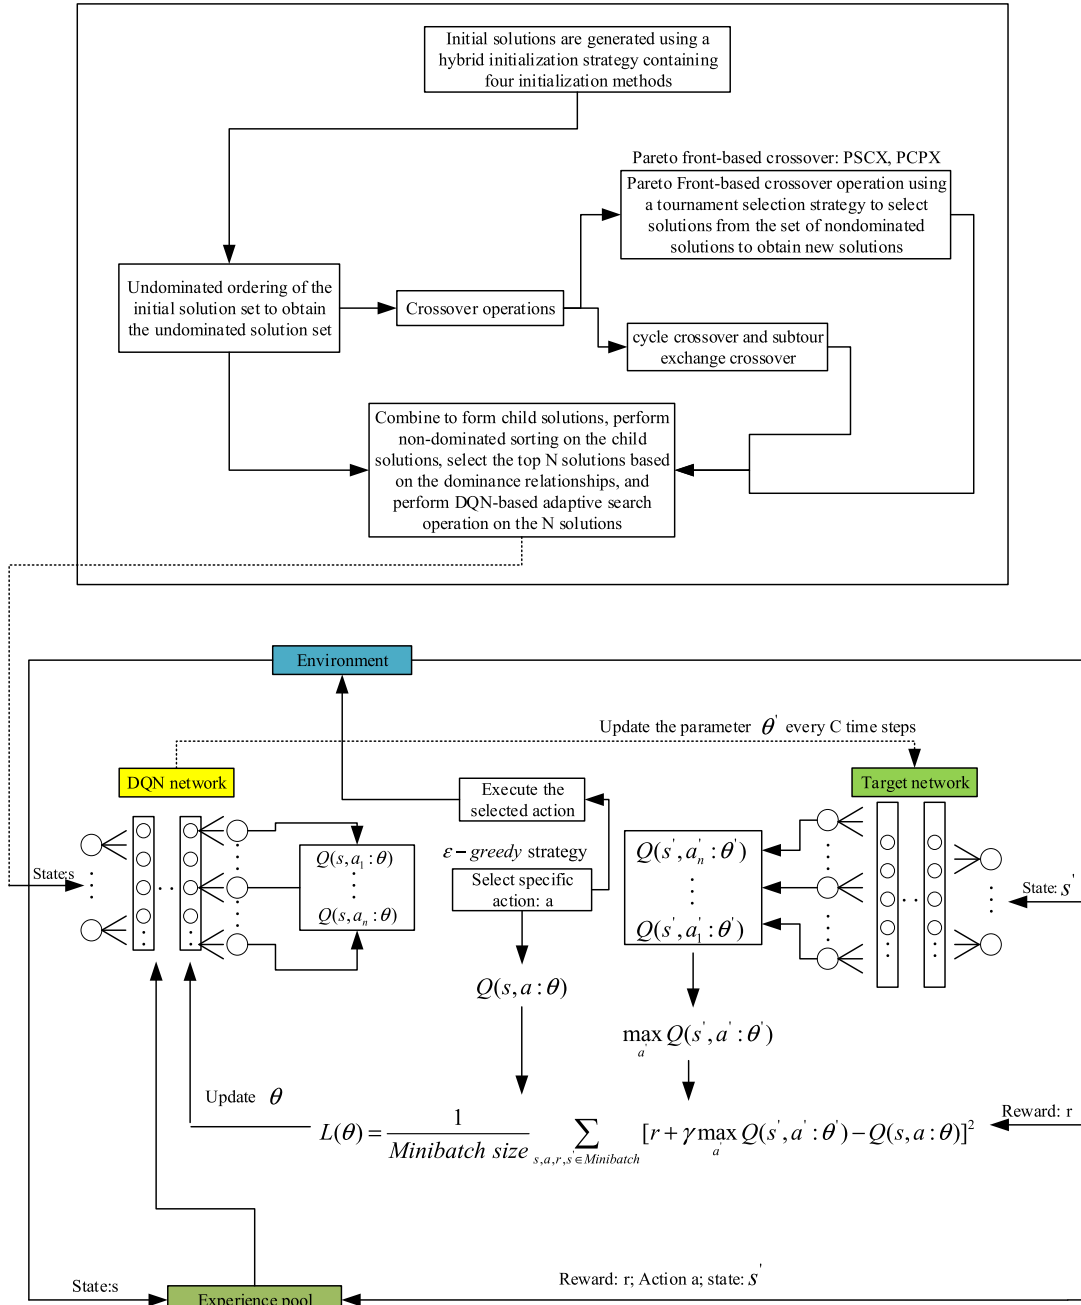 Initial solutions are generated using a
hybrid initialization strategy containing
four initialization methods
Pareto front-based crossover: PSCX, PCPX
Pareto Front-based crossover operation using
a tournament selection strategy to select
solutions from the set of nondominated
solutions to obtain new solutions
Undominated ordering of the
initial solution set to obtain
the undominated solution set
Crossover operations
cycle crossover and subtour
exchange crossover
Combine to form child solutions, perform
non-dominated sorting on the child
solutions, select the top N solutions based
on the dominance relationships, and
perform DQN-based adaptive search
operation on the N solutions
Environment
Update the parameter θ' every C time steps
DQN network
Target network
Execute the
selected action
ε − greedy strategy
Select specific
action: a
State:s
Q(s,a₁:θ)
⋮
Q(s,aₙ:θ)
Q(s',a'ₙ:θ')
⋮
Q(s',a'₁:θ')
State: s'
Q(s,a:θ)
max Q(s',a':θ')
a'
Update θ
L(θ) = 1 / Minibatch size ∑ s,a,r,s'∈Minibatch [r + γ max a' Q(s',a':θ') − Q(s,a:θ)]²
Reward: r
State:s
Reward: r; Action a; state: s'
Experience pool